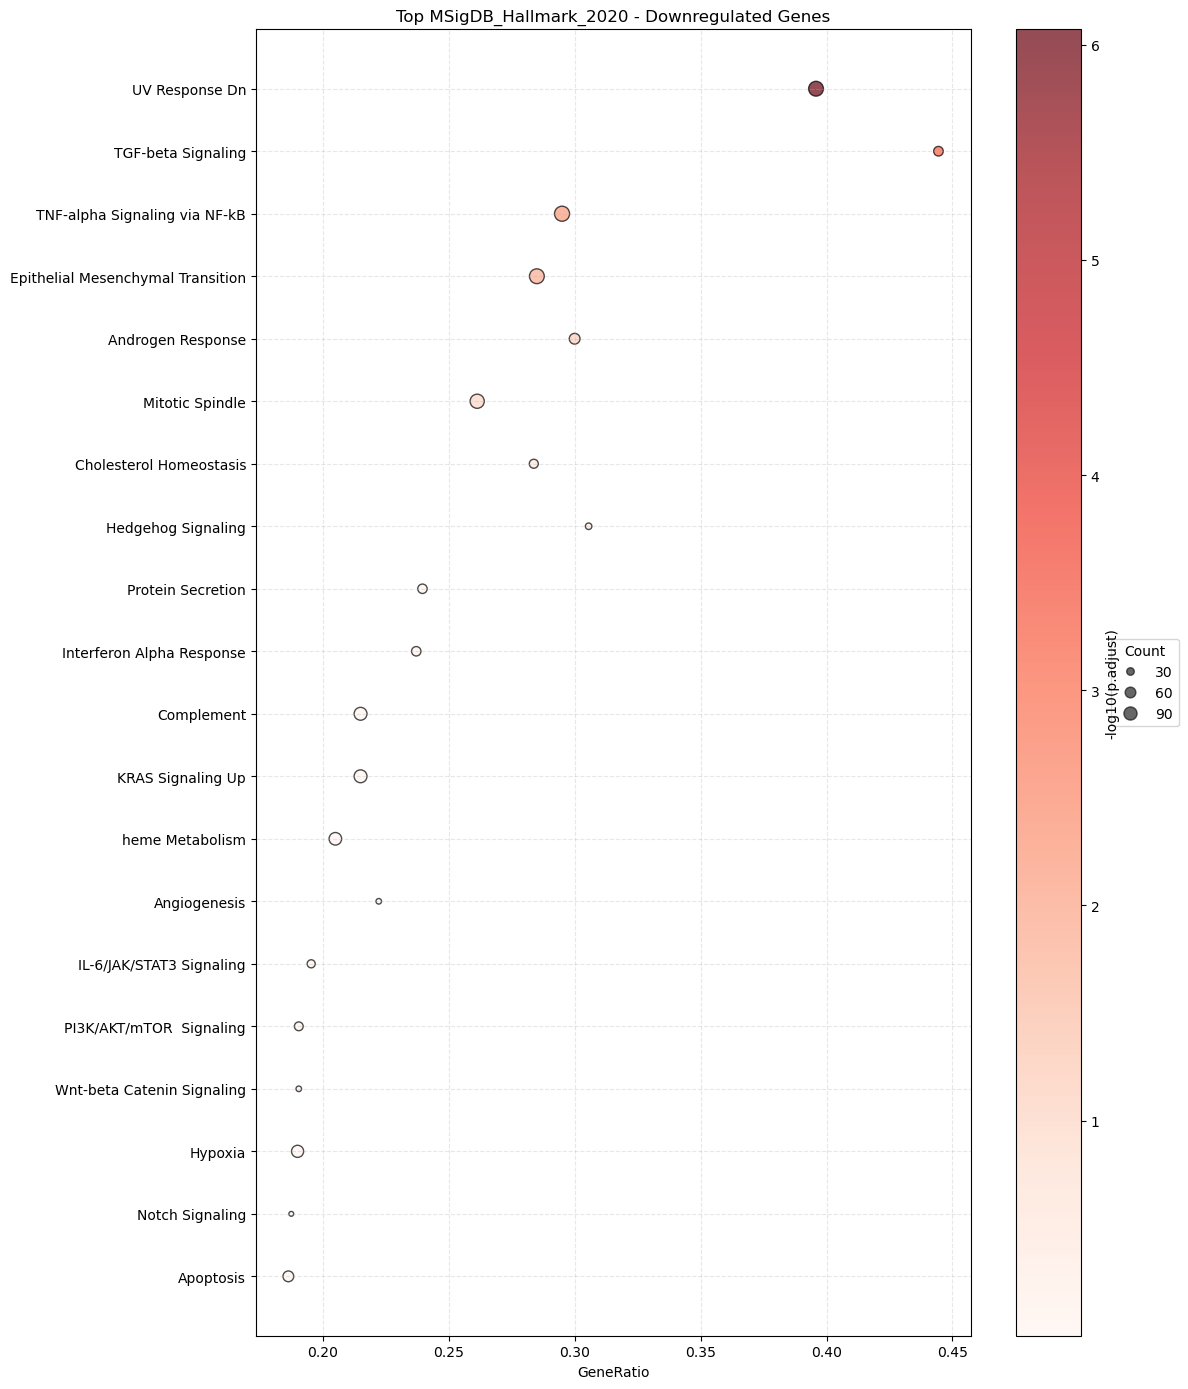 Top MSigDB_Hallmark_2020 - Downregulated Genes
UV Response Dn
TGF-beta Signaling
TNF-alpha Signaling via NF-kB
Epithelial Mesenchymal Transition
Androgen Response
Mitotic Spindle
Cholesterol Homeostasis
Hedgehog Signaling
Protein Secretion
Interferon Alpha Response
Complement
KRAS Signaling Up
heme Metabolism
Angiogenesis
IL-6/JAK/STAT3 Signaling
PI3K/AKT/mTOR  Signaling
Wnt-beta Catenin Signaling
Hypoxia
Notch Signaling
Apoptosis
0.20 0.25 0.30 0.35 0.40 0.45
GeneRatio
6
5
4
3
2
1
-log10(p.adjust)
Count
30
60
90